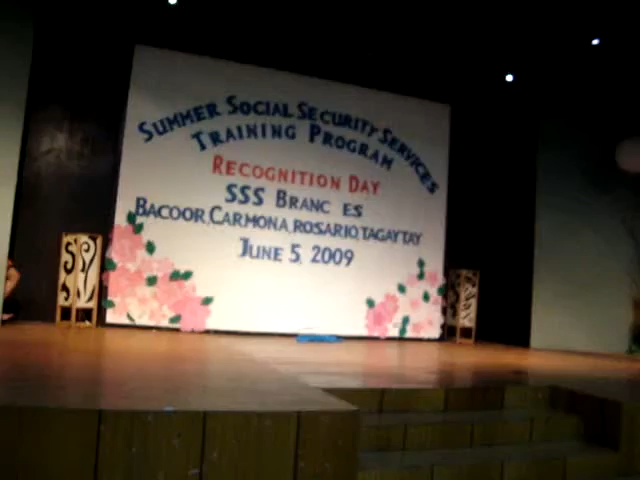 SUMMER SOCIAL SECURITY SERVICES
TRAINING PROGRAM
RECOGNITION DAY
SSS BRANC ES
BACOOR, CARMONA, ROSARIO, TAGAYTAY
JUNE 5, 2009